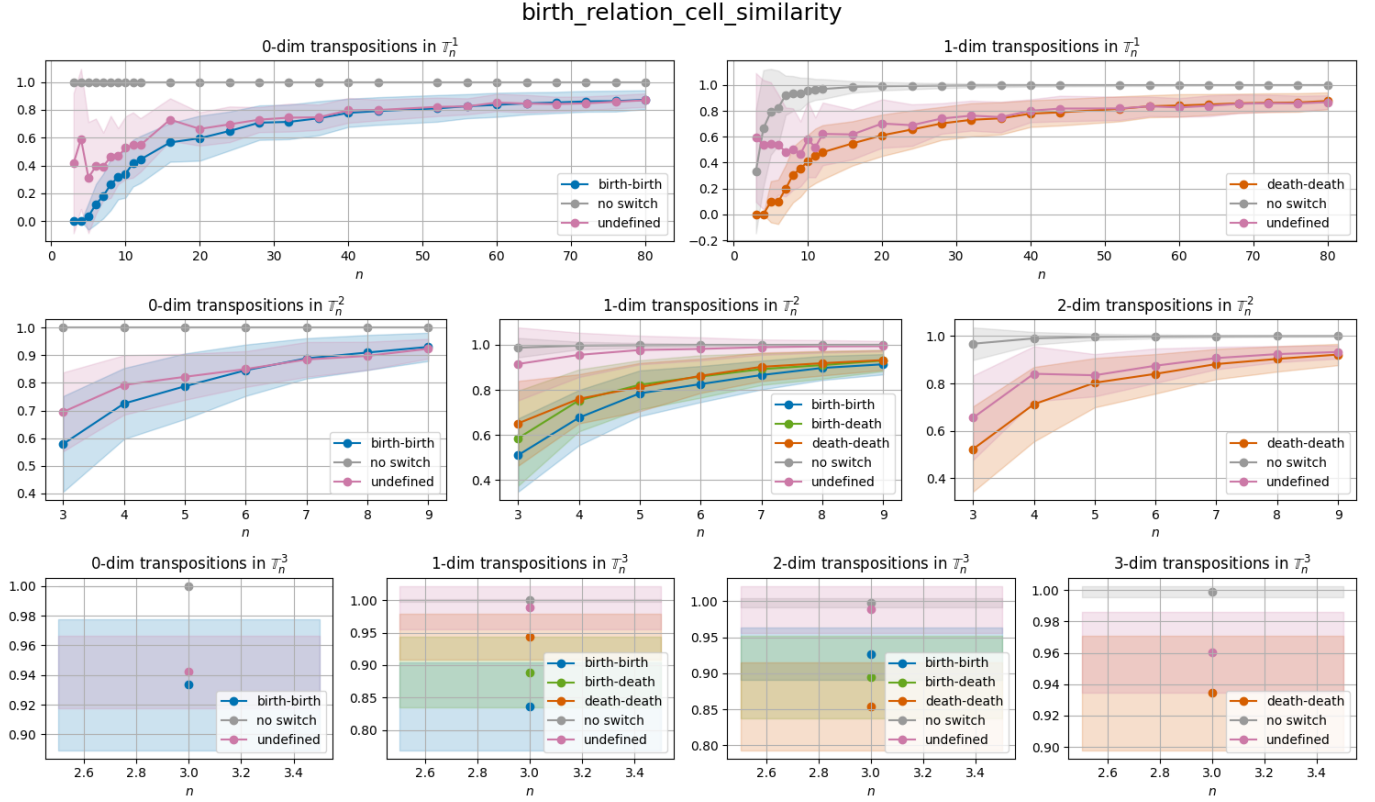 birth_relation_cell_similarity
0-dim transpositions in 𝕋ₙ¹
1.0
0.8
0.6
0.4
0.2
0.0
0 10 20 30 40 50 60 70 80
n
birth-birth
no switch
undefined
1-dim transpositions in 𝕋ₙ¹
1.0
0.8
0.6
0.4
0.2
0.0
−0.2
0 10 20 30 40 50 60 70 80
n
death-death
no switch
undefined
0-dim transpositions in 𝕋ₙ²
1.0
0.9
0.8
0.7
0.6
0.5
0.4
3 4 5 6 7 8 9
n
birth-birth
no switch
undefined
1-dim transpositions in 𝕋ₙ²
1.0
0.8
0.6
0.4
3 4 5 6 7 8 9
n
birth-birth
birth-death
death-death
no switch
undefined
2-dim transpositions in 𝕋ₙ²
1.0
0.8
0.6
0.4
3 4 5 6 7 8 9
n
death-death
no switch
undefined
0-dim transpositions in 𝕋ₙ³
1.00
0.98
0.96
0.94
0.92
0.90
2.6 2.8 3.0 3.2 3.4
n
birth-birth
no switch
undefined
1-dim transpositions in 𝕋ₙ³
1.00
0.95
0.90
0.85
0.80
2.6 2.8 3.0 3.2 3.4
n
birth-birth
birth-death
death-death
no switch
undefined
2-dim transpositions in 𝕋ₙ³
1.00
0.95
0.90
0.85
0.80
2.6 2.8 3.0 3.2 3.4
n
birth-birth
birth-death
death-death
no switch
undefined
3-dim transpositions in 𝕋ₙ³
1.00
0.98
0.96
0.94
0.92
0.90
2.6 2.8 3.0 3.2 3.4
n
death-death
no switch
undefined